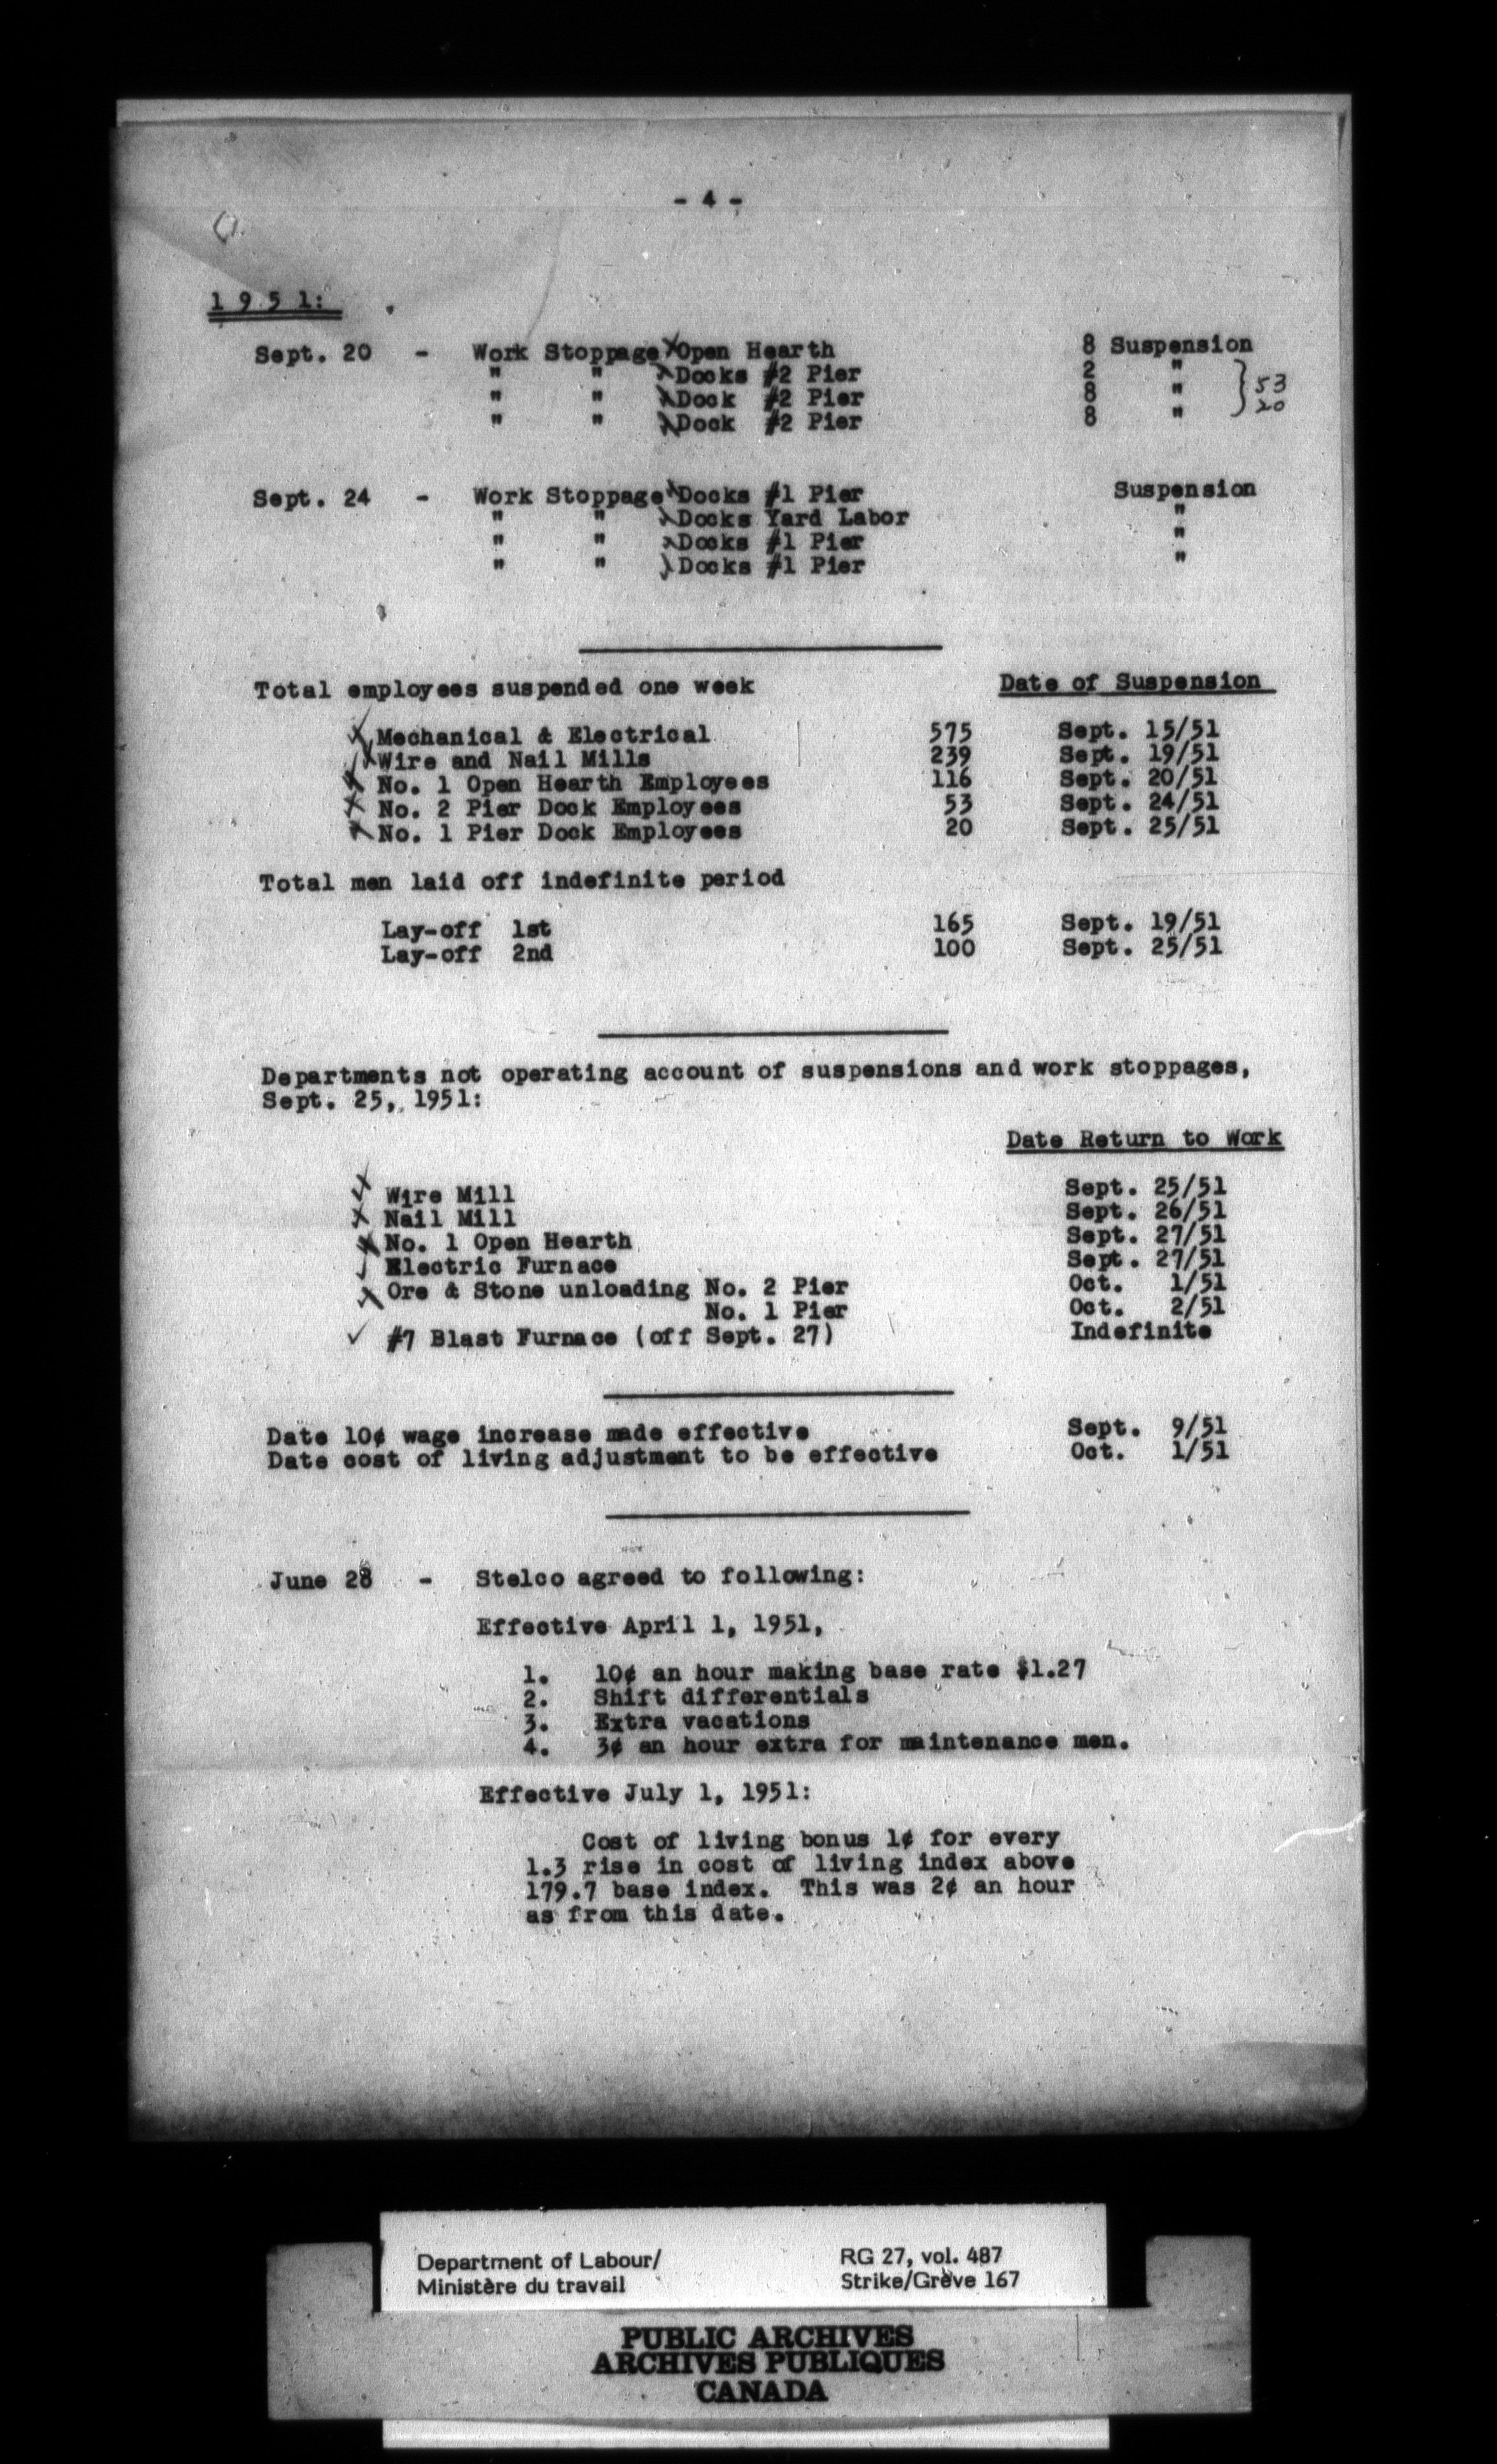 - 4 -
1 9 5 1:
Sept. 20 - Work Stoppage Open Hearth 8 Suspension
" " Docks #2 Pier 2 "
" " Dock #2 Pier 8 " } 53
" " Dock #2 Pier 8 " 20
Sept. 24 - Work Stoppage Docks #1 Pier Suspension
" " Docks Yard Labor "
" " Docks #1 Pier "
" " Docks #1 Pier "
Total employees suspended one week Date of Suspension
Mechanical & Electrical 575 Sept. 15/51
Wire and Nail Mills 239 Sept. 19/51
No. 1 Open Hearth Employees 116 Sept. 20/51
No. 2 Pier Dock Employees 53 Sept. 24/51
No. 1 Pier Dock Employees 20 Sept. 25/51
Total men laid off indefinite period
Lay-off 1st 165 Sept. 19/51
Lay-off 2nd 100 Sept. 25/51
Departments not operating account of suspensions and work stoppages,
Sept. 25, 1951:
Date Return to Work
Wire Mill Sept. 25/51
Nail Mill Sept. 26/51
No. 1 Open Hearth Sept. 27/51
Electric Furnace Sept. 27/51
Ore & Stone unloading No. 2 Pier Oct. 1/51
No. 1 Pier Oct. 2/51
#7 Blast Furnace (off Sept. 27) Indefinite
Date 10¢ wage increase made effective Sept. 9/51
Date cost of living adjustment to be effective Oct. 1/51
June 28 - Stelco agreed to following:
Effective April 1, 1951,
1. 10¢ an hour making base rate $1.27
2. Shift differentials
3. Extra vacations
4. 3¢ an hour extra for maintenance men.
Effective July 1, 1951:
Cost of living bonus 1¢ for every
1.3 rise in cost of living index above
179.7 base index. This was 2¢ an hour
as from this date.
Department of Labour/ RG 27, vol. 487
Ministère du travail Strike/Grève 167
PUBLIC ARCHIVES
ARCHIVES PUBLIQUES
CANADA